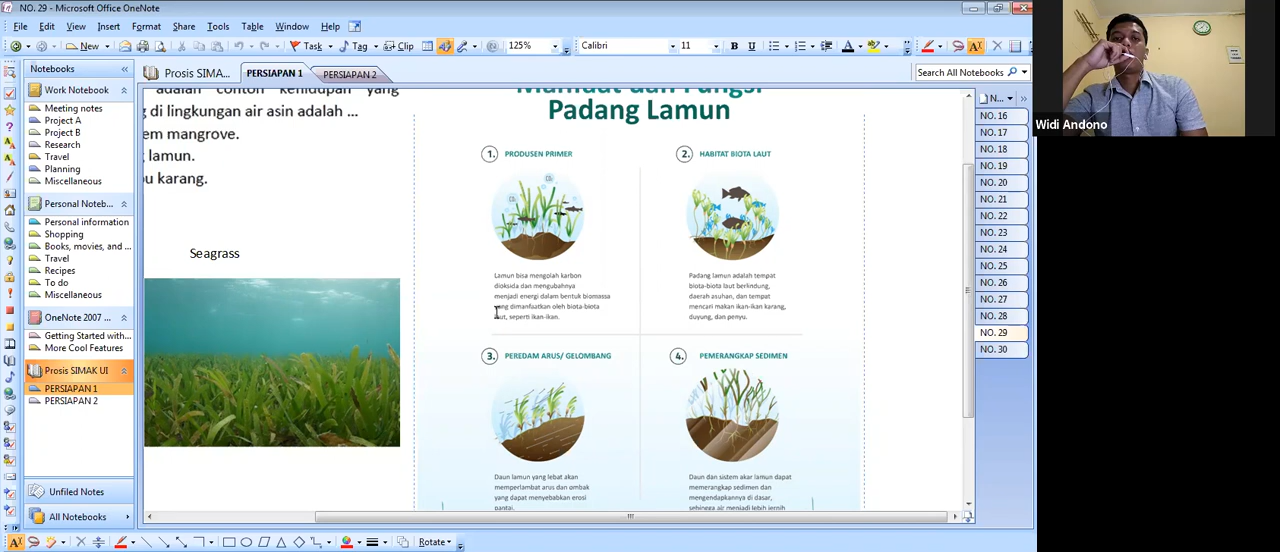 NO. 29 - Microsoft Office OneNote
File Edit View Insert Format Share Tools Table Window Help
New Task Tag Clip 125% Calibri 11 B U A
Notebooks
Work Notebook
Meeting notes
Project A
Project B
Research
Travel
Planning
Miscellaneous
Personal Noteb...
Personal information
Shopping
Books, movies, and ...
Travel
Recipes
To do
Miscellaneous
OneNote 2007 ...
Getting Started with...
More Cool Features
Prosis SIMAK UI
PERSIAPAN 1
PERSIAPAN 2
Unfiled Notes
All Notebooks
Prosis SIMA... PERSIAPAN 1 PERSIAPAN 2
Search All Notebooks
adalah contoh kehidupan yang
g di lingkungan air asin adalah ...
em mangrove.
g lamun.
bu karang.
Seagrass
Manfaat dan Fungsi
Padang Lamun
1. PRODUSEN PRIMER
Lamun bisa mengolah karbon
dioksida dan mengubahnya
menjadi energi dalam bentuk biomassa
yang dimanfaatkan oleh biota-biota
laut, seperti ikan-ikan.
2. HABITAT BIOTA LAUT
Padang lamun adalah tempat
biota-biota laut berlindung,
daerah asuhan, dan tempat
mencari makan ikan-ikan karang,
duyung, dan penyu.
3. PEREDAM ARUS/ GELOMBANG
Daun lamun yang lebat akan
memperlambat arus dan ombak
yang dapat menyebabkan erosi
pantai.
4. PEMERANGKAP SEDIMEN
Daun dan sistem akar lamun dapat
memerangkap sedimen dan
mengendapkannya di dasar,
sehingga air menjadi lebih jernih
N...
NO. 16
NO. 17
NO. 18
NO. 19
NO. 20
NO. 21
NO. 22
NO. 23
NO. 24
NO. 25
NO. 26
NO. 27
NO. 28
NO. 29
NO. 30
Rotate
Widi Andono